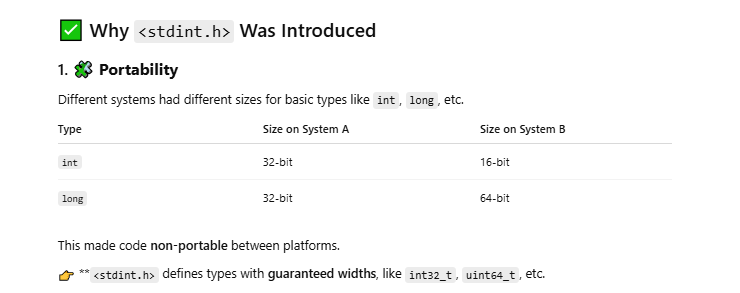 ✅ Why <stdint.h> Was Introduced
1. 🧩 Portability
Different systems had different sizes for basic types like int, long, etc.
Type Size on System A Size on System B
int 32-bit 16-bit
long 32-bit 64-bit
This made code non-portable between platforms.
👉 **<stdint.h> defines types with guaranteed widths, like int32_t, uint64_t, etc.